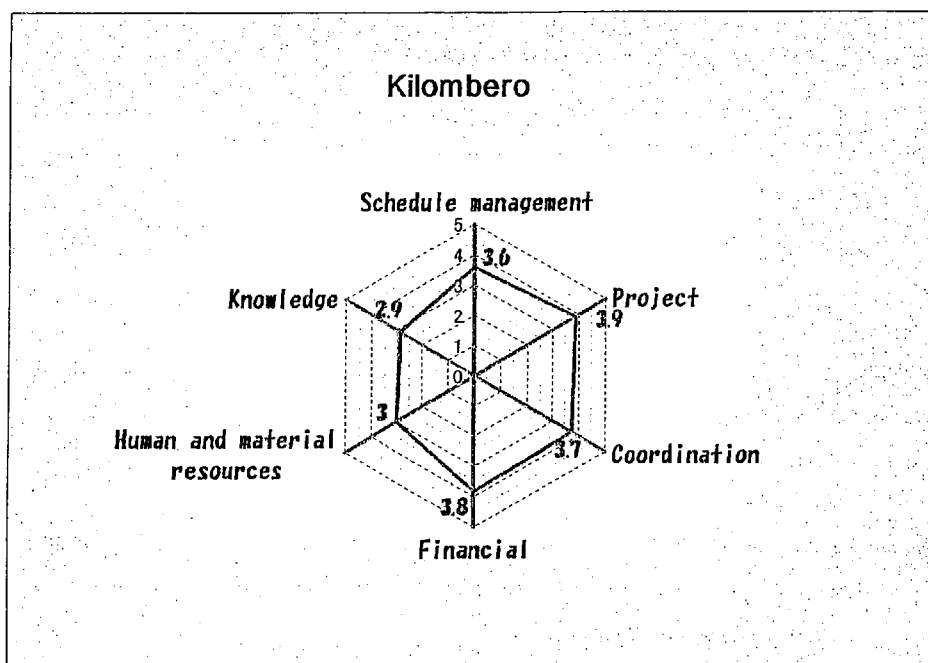 Kilombero
Schedule management
5
3.6
4
3
Knowledge
2.9
Project
3.9
2
1
0
3
Human and material
resources
3.7
Coordination
3.8
Financial